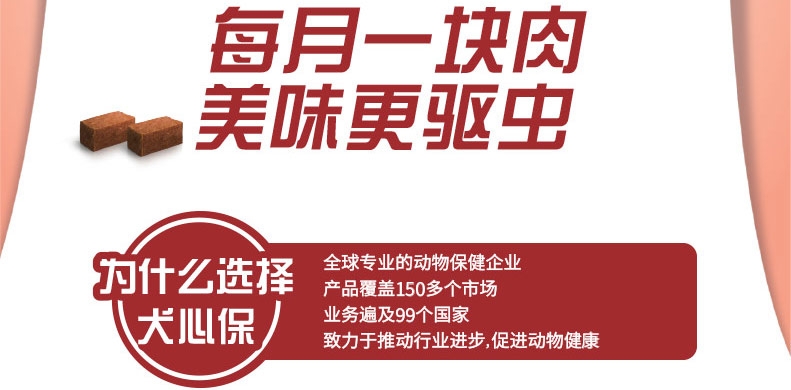 每月一块肉
美味更驱虫
为什么选择
犬心保
全球专业的动物保健企业
产品覆盖150多个市场
业务遍及99个国家
致力于推动行业进步,促进动物健康